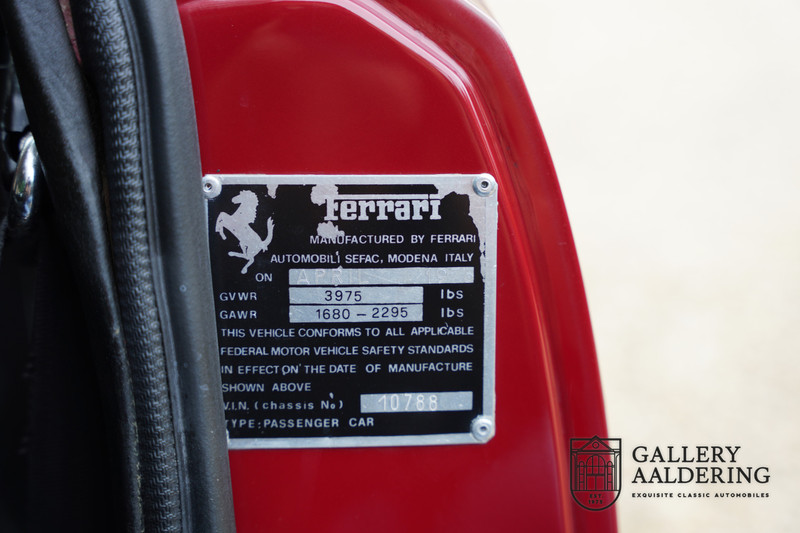 Ferrari
MANUFACTURED BY FERRARI
AUTOMOBILI SEFAC, MODENA ITALY
ON APRIL
GVWR 3975 lbs
GAWR 1680 - 2295 lbs
THIS VEHICLE CONFORMS TO ALL APPLICABLE
FEDERAL MOTOR VEHICLE SAFETY STANDARDS
IN EFFECT ON THE DATE OF MANUFACTURE
SHOWN ABOVE
V.I.N. (chassis No) 10788
TYPE: PASSENGER CAR
GALLERY
AALDERING
EXQUISITE CLASSIC AUTOMOBILES